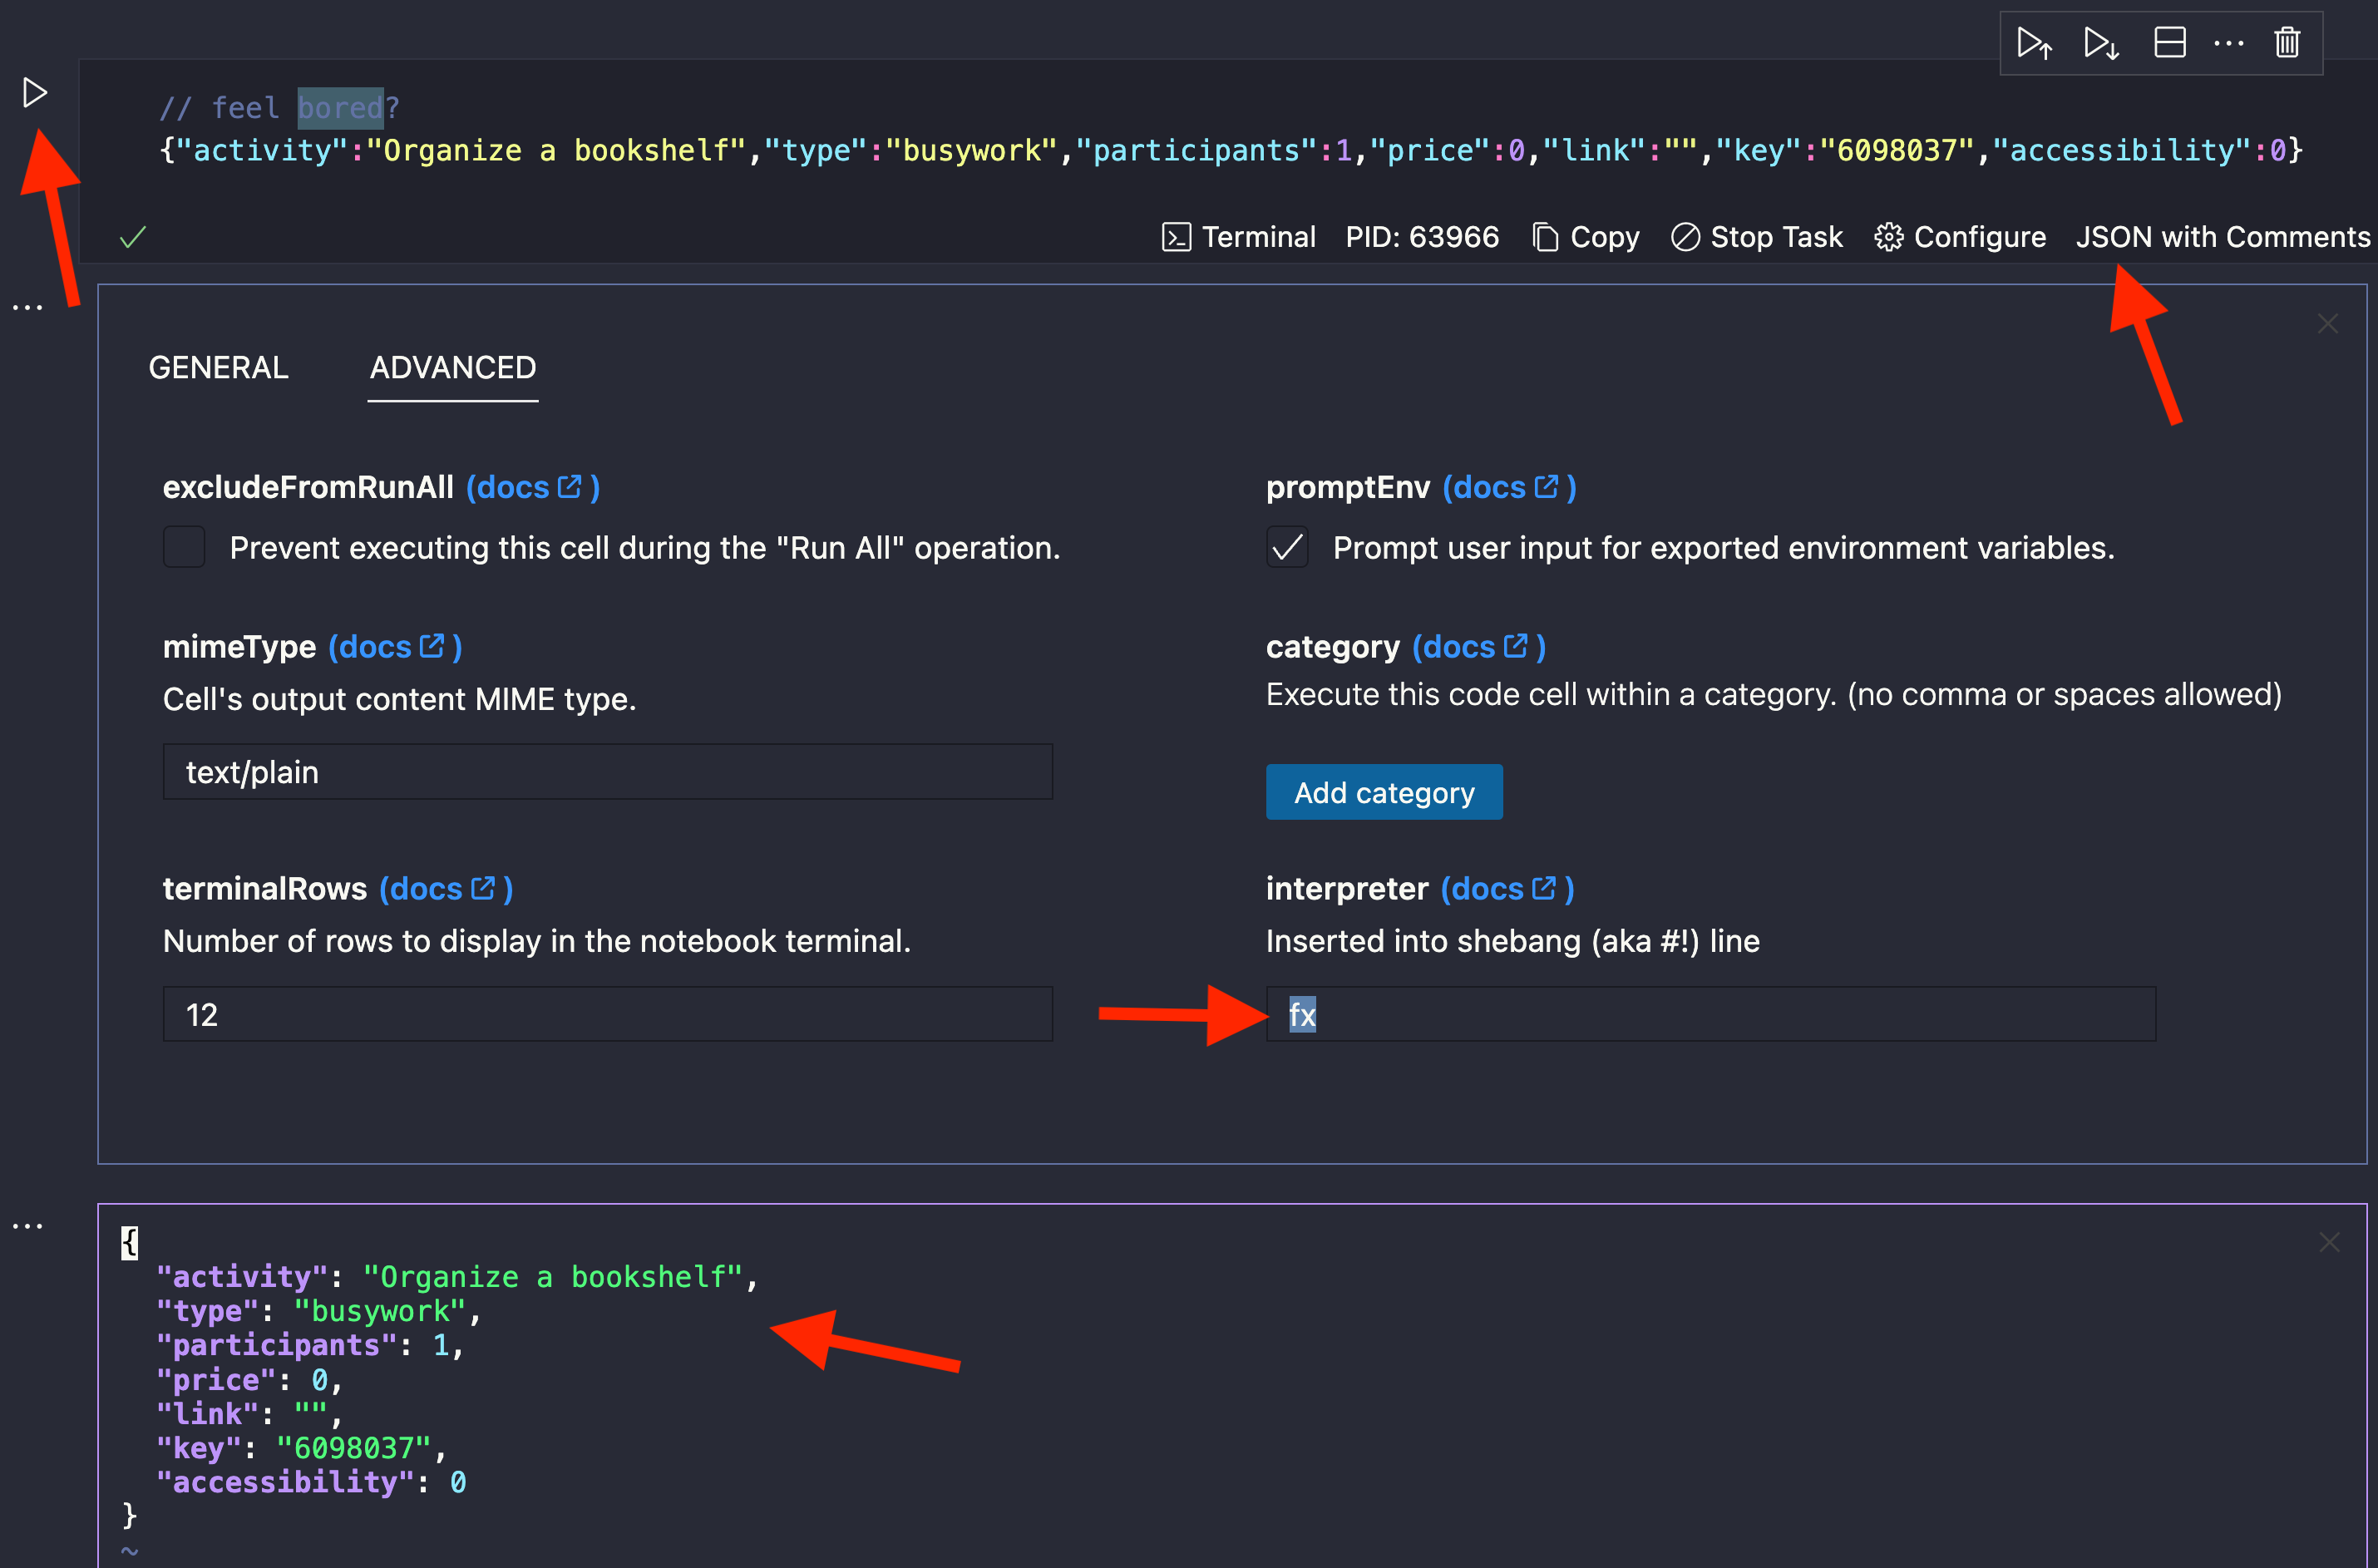 // feel bored?
{"activity":"Organize a bookshelf","type":"busywork","participants":1,"price":0,"link":"","key":"6098037","accessibility":0}
Terminal PID: 63966 Copy Stop Task Configure JSON with Comments
GENERAL ADVANCED
excludeFromRunAll (docs )
Prevent executing this cell during the "Run All" operation.
promptEnv (docs )
Prompt user input for exported environment variables.
mimeType (docs )
Cell's output content MIME type.
text/plain
category (docs )
Execute this code cell within a category. (no comma or spaces allowed)
Add category
terminalRows (docs )
Number of rows to display in the notebook terminal.
12
interpreter (docs )
Inserted into shebang (aka #!) line
fx
{
"activity": "Organize a bookshelf",
"type": "busywork",
"participants": 1,
"price": 0,
"link": "",
"key": "6098037",
"accessibility": 0
}
~